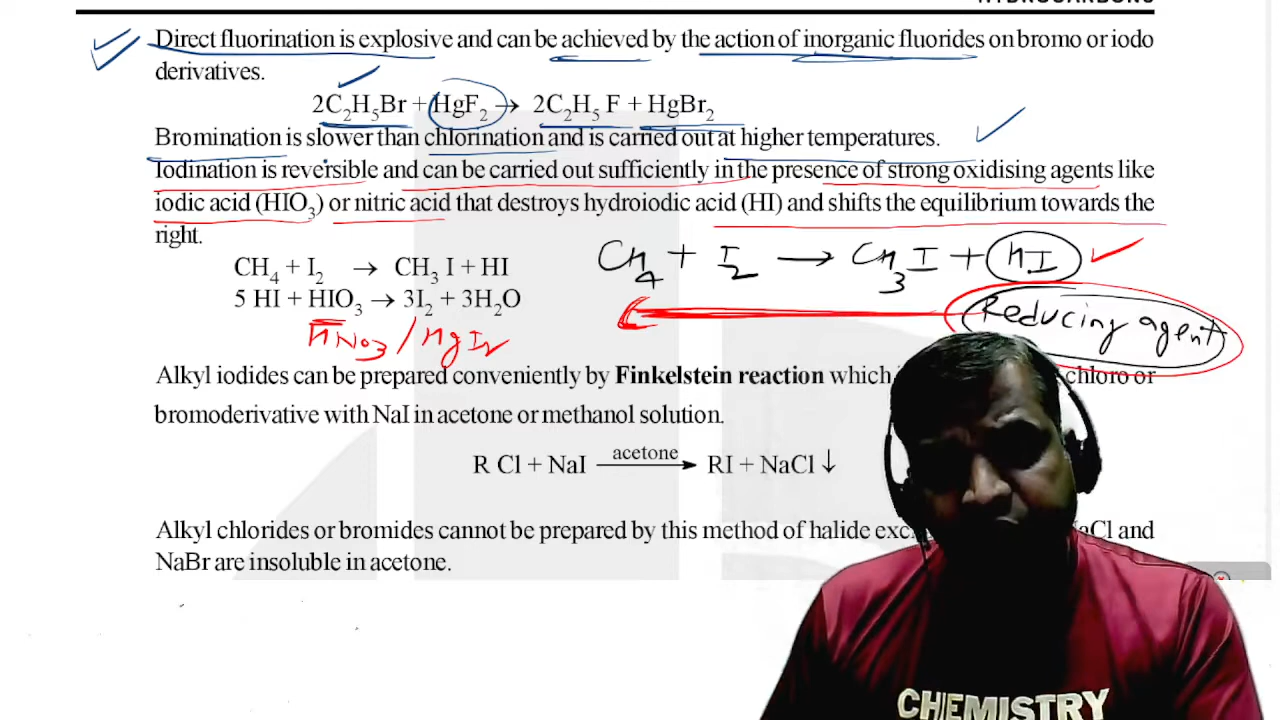 HYDROCARBONS
Direct fluorination is explosive and can be achieved by the action of inorganic fluorides on bromo or iodo
derivatives.
2C₂H₅Br + HgF₂ → 2C₂H₅ F + HgBr₂
Bromination is slower than chlorination and is carried out at higher temperatures.
Iodination is reversible and can be carried out sufficiently in the presence of strong oxidising agents like
iodic acid (HIO₃) or nitric acid that destroys hydroiodic acid (HI) and shifts the equilibrium towards the
right.
CH₄ + I₂ → CH₃ I + HI
CH₄ + I₂ → CH₃I + HI
5 HI + HIO₃ → 3I₂ + 3H₂O
Reducing agent
HNO₃ / HgI₂
Alkyl iodides can be prepared conveniently by Finkelstein reaction which chloro or
bromoderivative with NaI in acetone or methanol solution.
R Cl + NaI acetone → RI + NaCl ↓
Alkyl chlorides or bromides cannot be prepared by this method of halide NaCl and
NaBr are insoluble in acetone.
CHEMISTRY